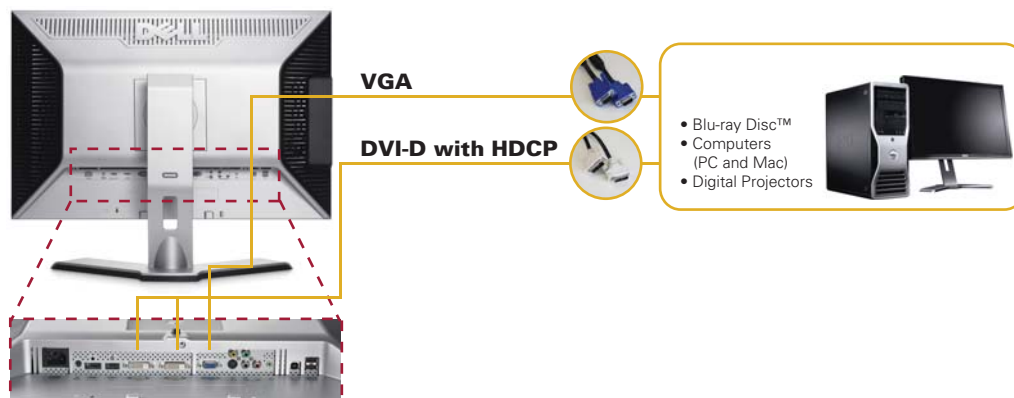 DELL
VGA
DVI-D with HDCP
• Blu-ray Disc™
• Computers
(PC and Mac)
• Digital Projectors